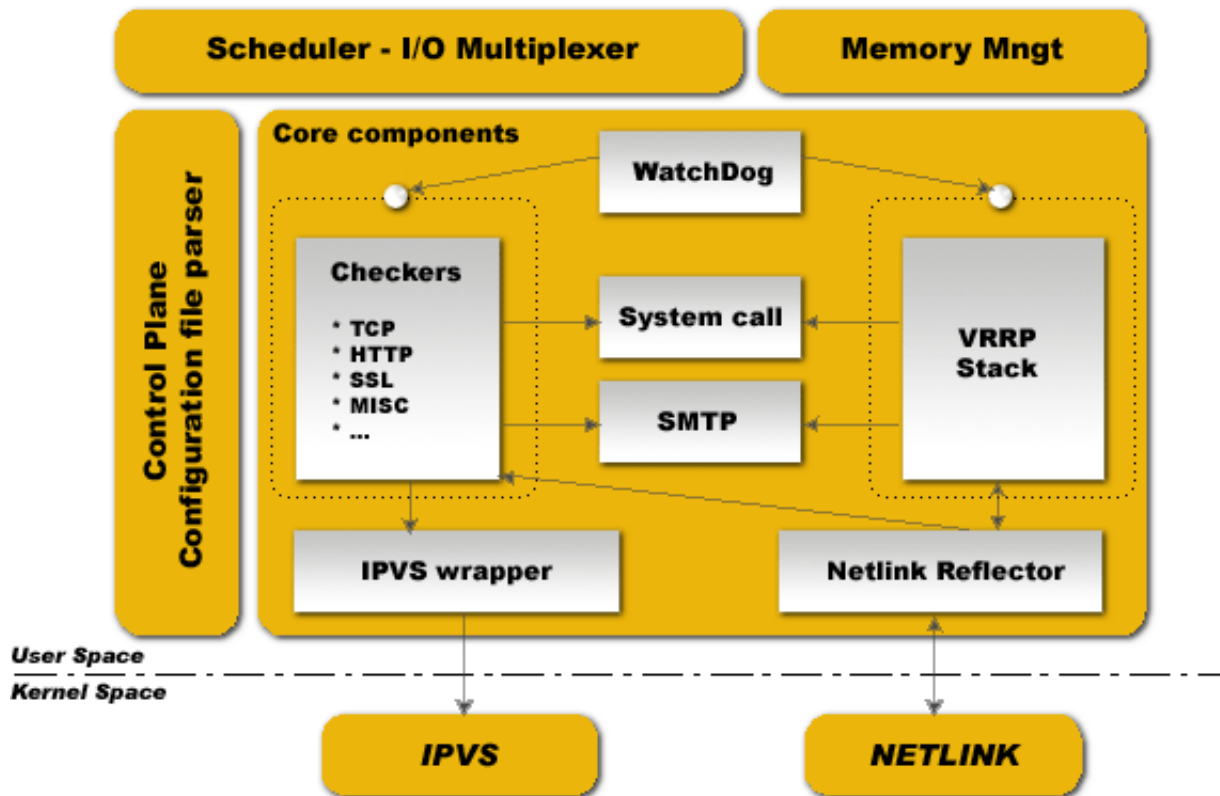 Scheduler - I/O Multiplexer
Memory Mngt
Control Plane
Configuration file parser
Core components
WatchDog
Checkers
* TCP
* HTTP
* SSL
* MISC
* ...
System call
SMTP
VRRP
Stack
IPVS wrapper
Netlink Reflector
User Space
Kernel Space
IPVS
NETLINK